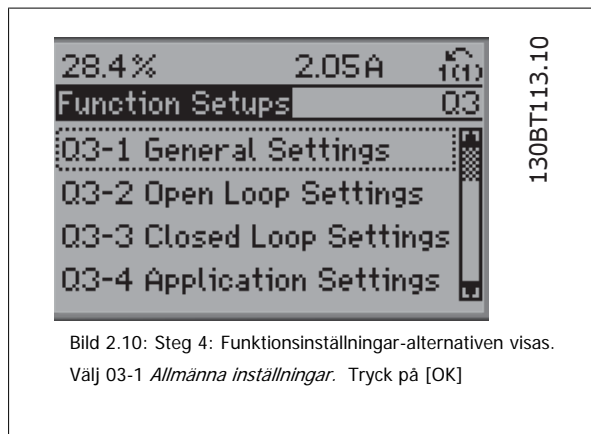 28.4% 2.05A 1(1)
Function Setups Q3
Q3-1 General Settings
Q3-2 Open Loop Settings
Q3-3 Closed Loop Settings
Q3-4 Application Settings
130BT113.10
Bild 2.10: Steg 4: Funktionsinställningar-alternativen visas.
Välj 03-1 Allmänna inställningar. Tryck på [OK]